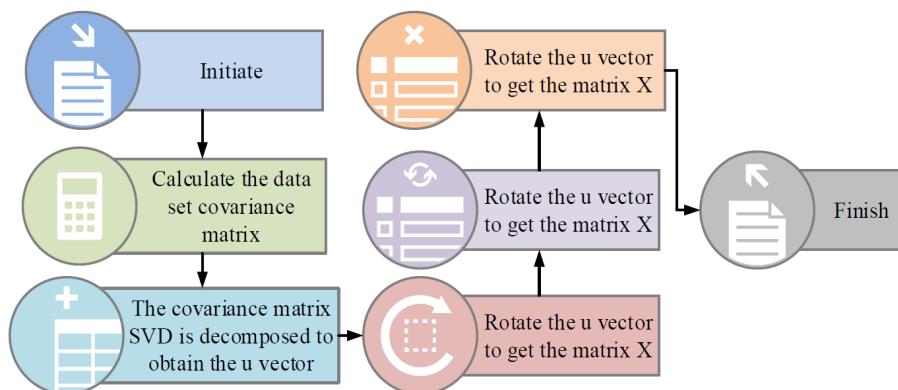 Initiate
Calculate the data
set covariance
matrix
The covariance matrix
SVD is decomposed to
obtain the u vector
Rotate the u vector
to get the matrix X
Rotate the u vector
to get the matrix X
Rotate the u vector
to get the matrix X
Finish